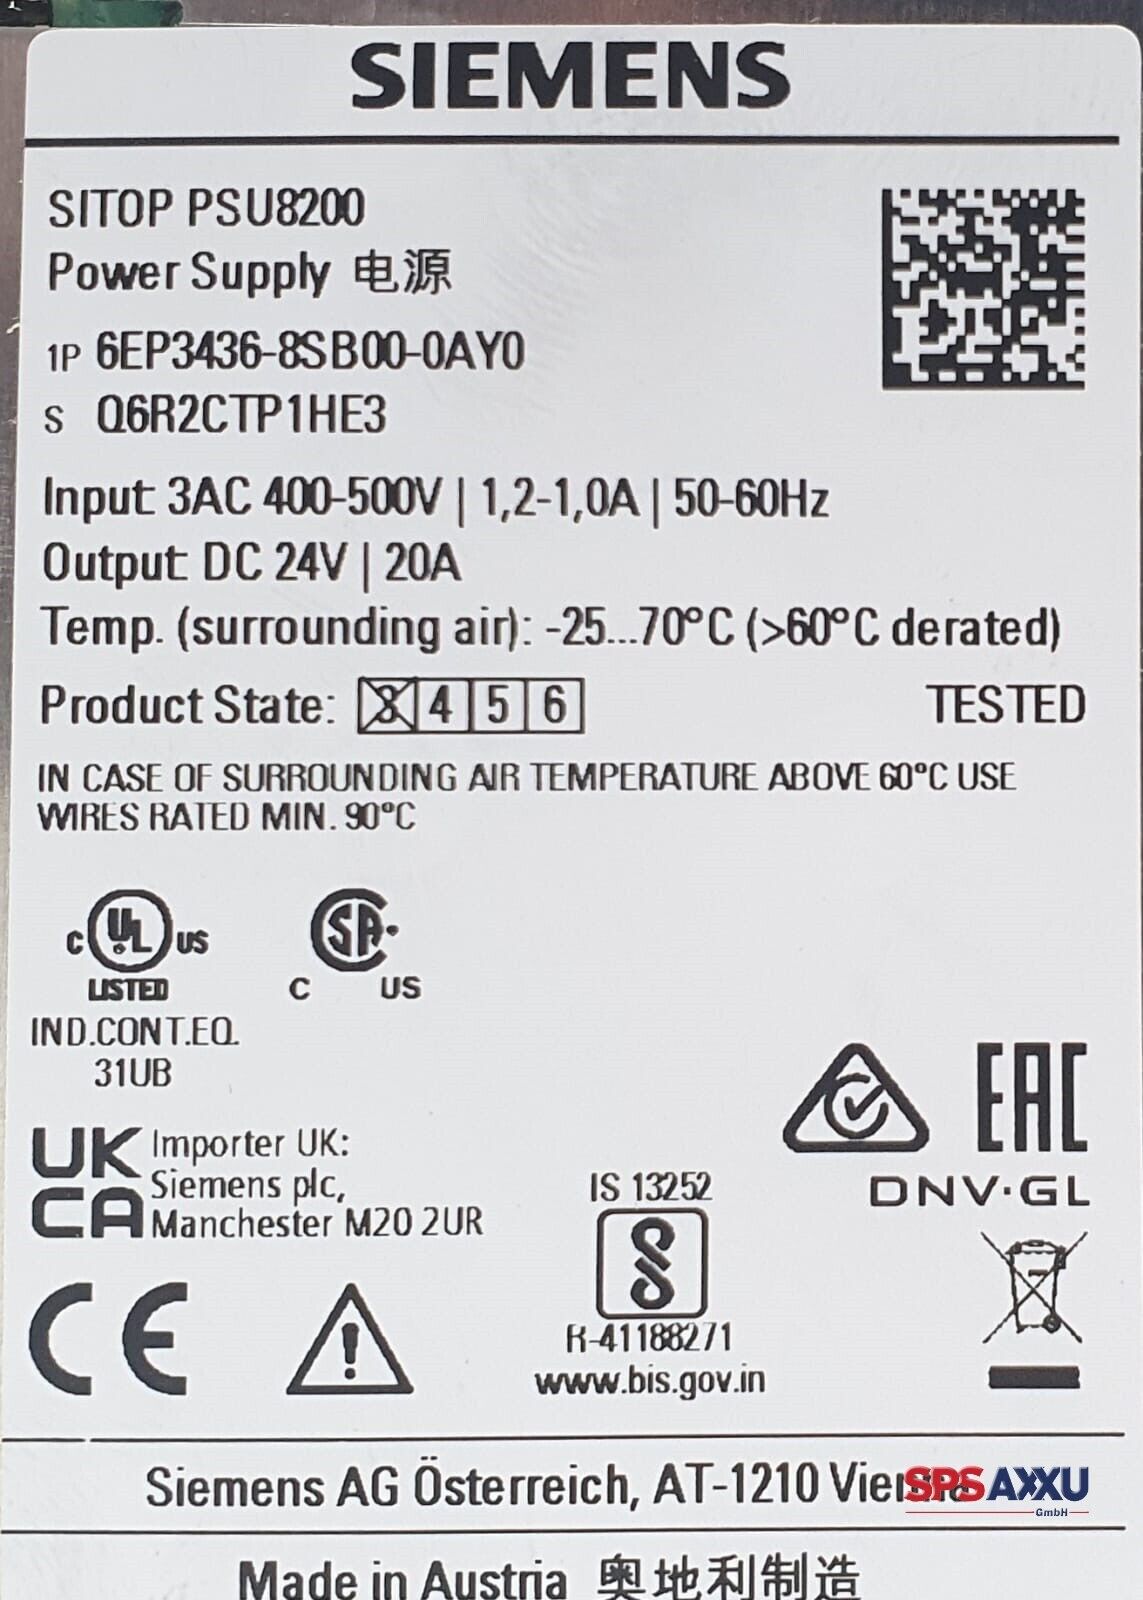 SIEMENS
SITOP PSU8200
Power Supply 电源
1P 6EP3436-8SB00-0AY0
S Q6R2CTP1HE3
Input: 3AC 400-500V | 1,2-1,0A | 50-60Hz
Output: DC 24V | 20A
Temp. (surrounding air): -25...70°C (>60°C derated)
Product State: 3 4 5 6 TESTED
IN CASE OF SURROUNDING AIR TEMPERATURE ABOVE 60°C USE
WIRES RATED MIN. 90°C
C UL US
LISTED
IND.CONT.EQ.
31UB
SA
C US
EAC
DNV·GL
UK
CA
Importer UK:
Siemens plc,
Manchester M20 2UR
IS 13252
R-41188271
www.bis.gov.in
CE
Siemens AG Österreich, AT-1210
SPS AXXU
GmbH
Made in Austria 奥地利制造